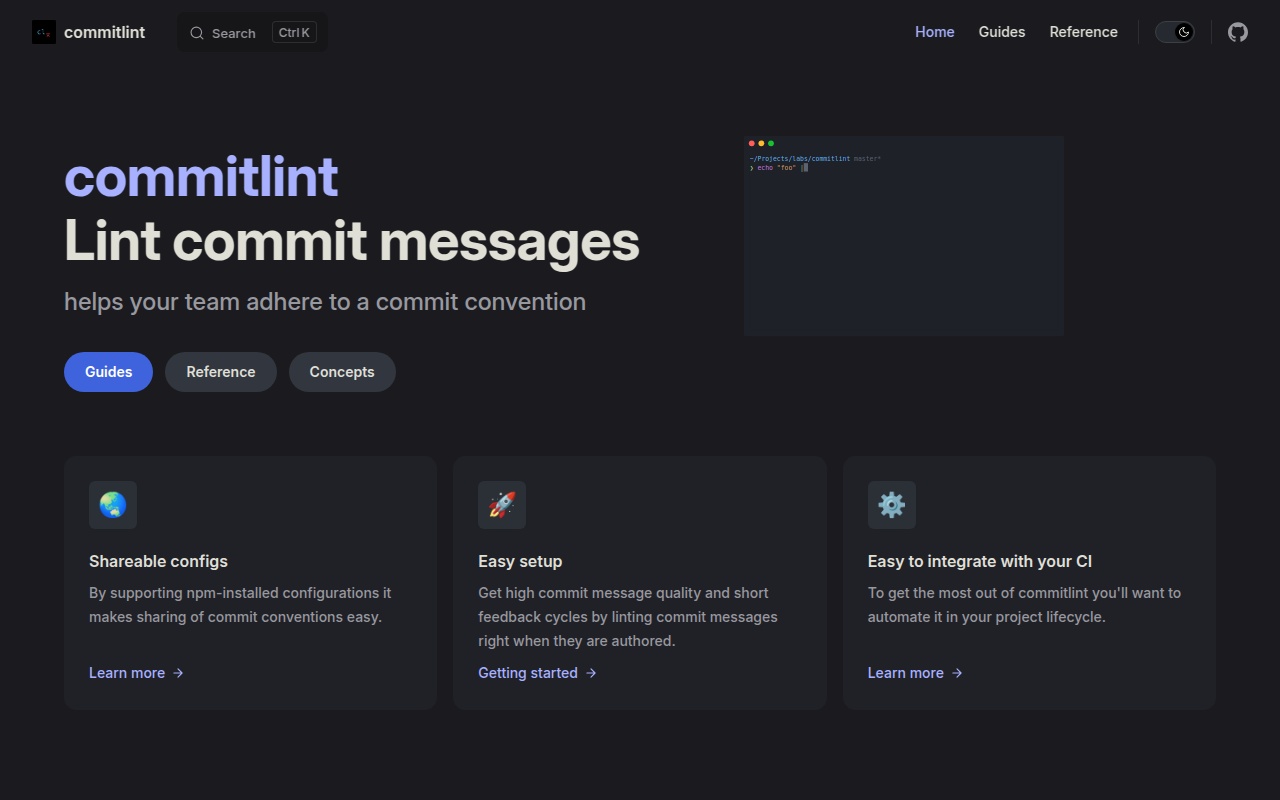 commitlint
Search
Ctrl K
Home
Guides
Reference
commitlint
Lint commit messages
helps your team adhere to a commit convention
Guides
Reference
Concepts
~/Projects/labs/commitlint master*
❯ echo "foo" |
Shareable configs
By supporting npm-installed configurations it
makes sharing of commit conventions easy.
Learn more →
Easy setup
Get high commit message quality and short
feedback cycles by linting commit messages
right when they are authored.
Getting started →
Easy to integrate with your CI
To get the most out of commitlint you'll want to
automate it in your project lifecycle.
Learn more →